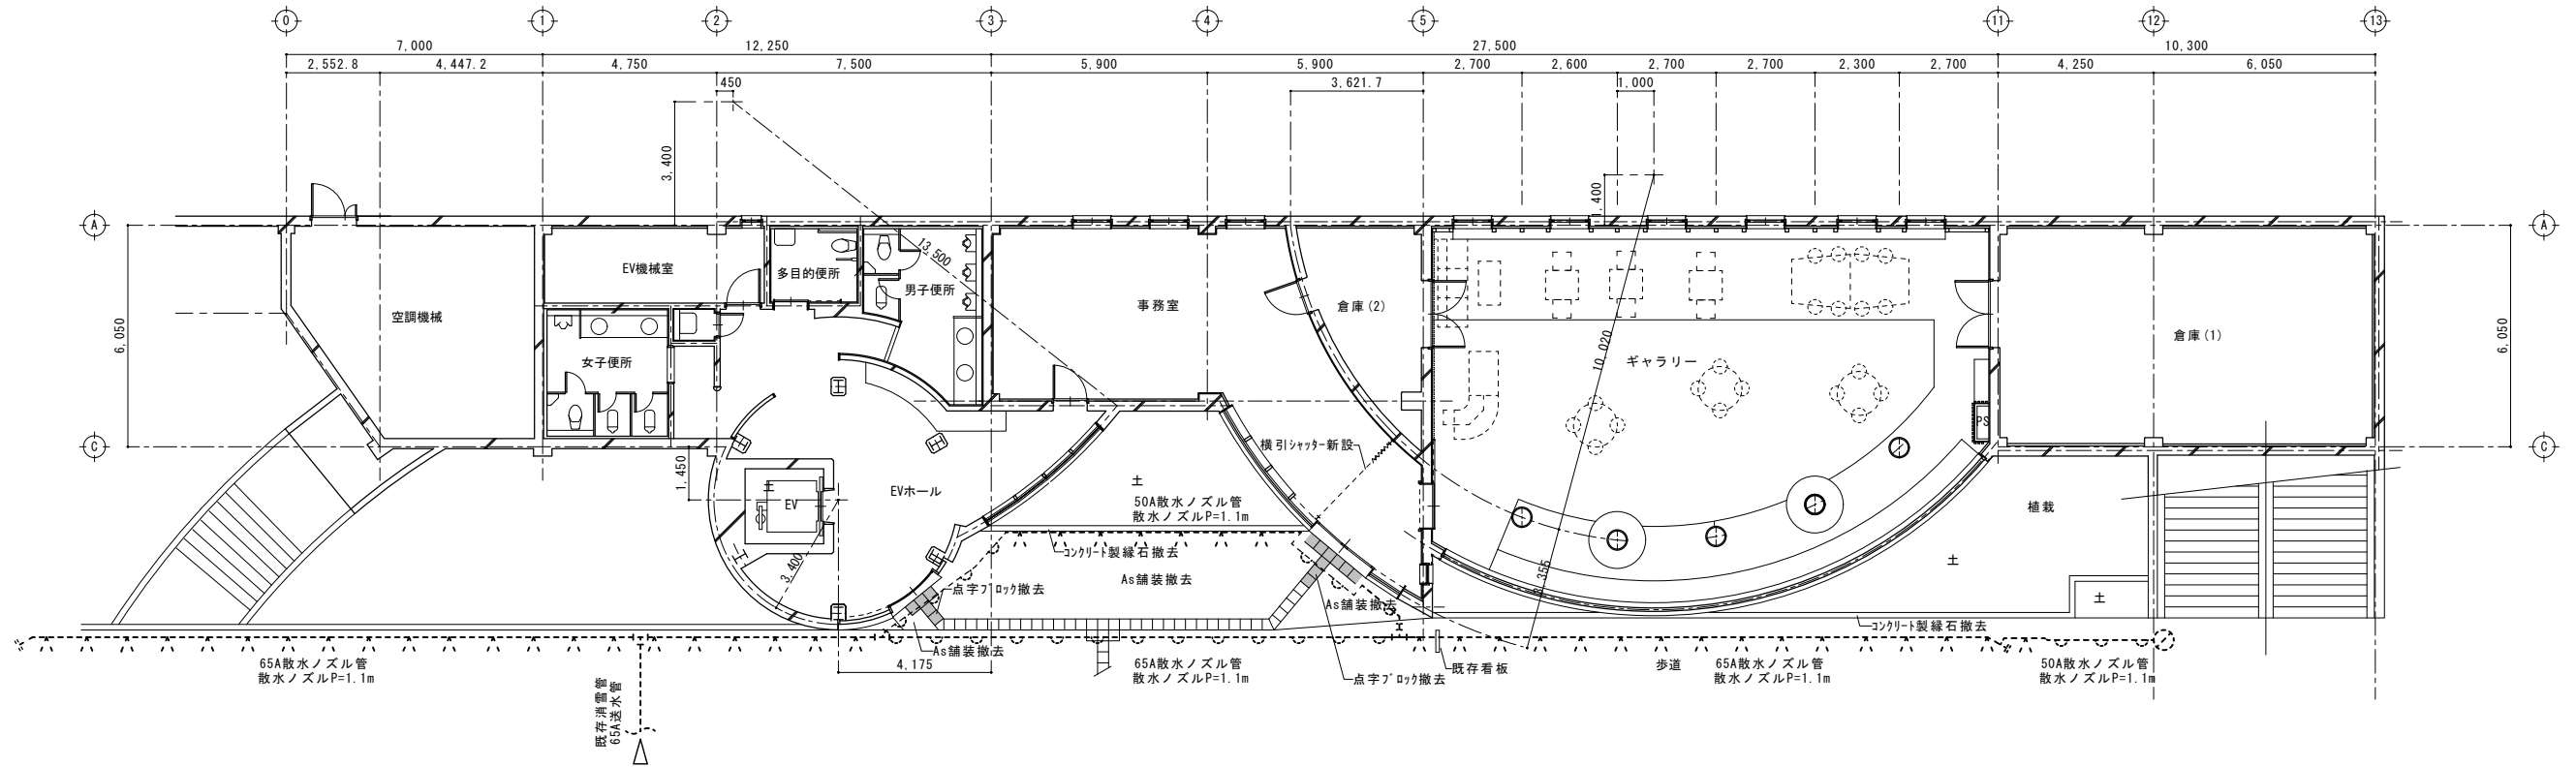 0 1 2 3 4 5 11 12 13
7,000 12,250 27,500 10,300
2,552.8 4,447.2 4,750 7,500 5,900 5,900 2,700 2,600 2,700 2,700 2,300 2,700 4,250 6,050
450 3,621.7 1,000
3,400
1,400
A A
13,500
EV機械室
多目的便所
男子便所
空調機械
事務室
倉庫(2)
ギャラリー
倉庫(1)
6,050
6,050
女子便所
10,020
PS
C C
横引シャッター新設
1,450
土
EV
EVホール
土
50A散水ノズル管
散水ノズルP=1.1m
植栽
コンクリート製縁石撤去
3,400
点字ブロック撤去
As舗装撤去
As舗装撤去
355
土
土
コンクリート製縁石撤去
As舗装撤去
65A散水ノズル管
散水ノズルP=1.1m
4,175
65A散水ノズル管
散水ノズルP=1.1m
点字ブロック撤去
既存看板
歩道
65A散水ノズル管
散水ノズルP=1.1m
50A散水ノズル管
散水ノズルP=1.1m
既存消雪管
65A送水管